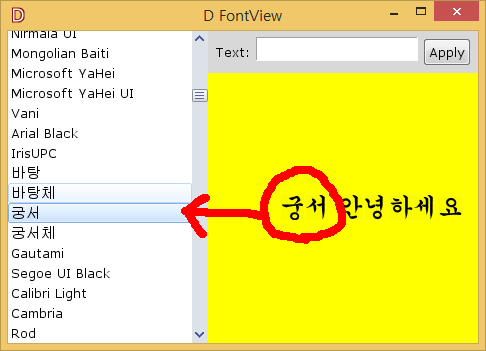 D FontView
Nirmala UI
Mongolian Baiti
Microsoft YaHei
Microsoft YaHei UI
Vani
Arial Black
IrisUPC
바탕
바탕체
궁서
궁서체
Gautami
Segoe UI Black
Calibri Light
Cambria
Rod
Text:
Apply
궁서 안녕하세요